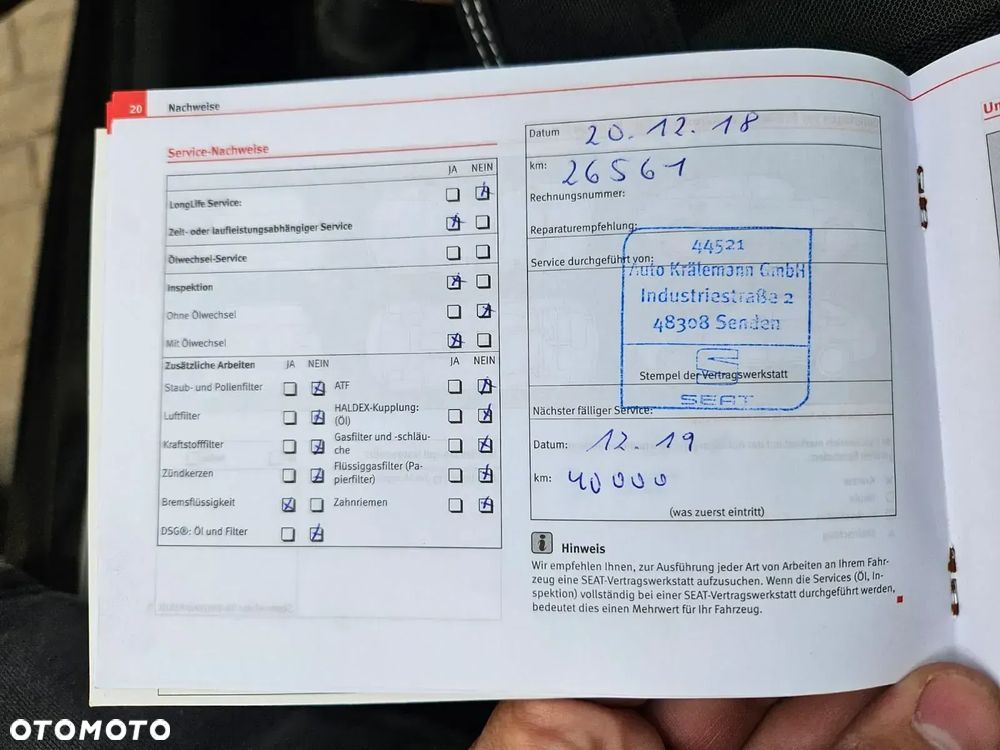 20 Nachweise
Service-Nachweise
JA NEIN
LongLife Service:
Zeit- oder laufleistungsabhängiger Service
Ölwechsel-Service
Inspektion
Ohne Ölwechsel
Mit Ölwechsel
Zusätzliche Arbeiten JA NEIN JA NEIN
Staub- und Pollenfilter ATF
Luftfilter HALDEX-Kupplung:
(Öl)
Kraftstofffilter Gasfilter und -schläu-
che
Zündkerzen Flüssiggasfilter (Pa-
pierfilter)
Bremsflüssigkeit Zahnriemen
DSG®: Öl und Filter
Datum 20.12.18
km: 26561
Rechnungsnummer:
Reparaturempfehlung:
Service durchgeführt von:
44521
Auto Krälemann GmbH
Industriestraße 2
48308 Senden
Stempel der Vertragswerkstatt
SEAT
Nächster fälliger Service:
Datum: 12.19
km: 40000
(was zuerst eintritt)
i Hinweis
Wir empfehlen Ihnen, zur Ausführung jeder Art von Arbeiten an Ihrem Fahr-
zeug eine SEAT-Vertragswerkstatt aufzusuchen. Wenn die Services (Öl, In-
spektion) vollständig bei einer SEAT-Vertragswerkstatt durchgeführt werden,
bedeutet dies einen Mehrwert für Ihr Fahrzeug.
OTOMOTO